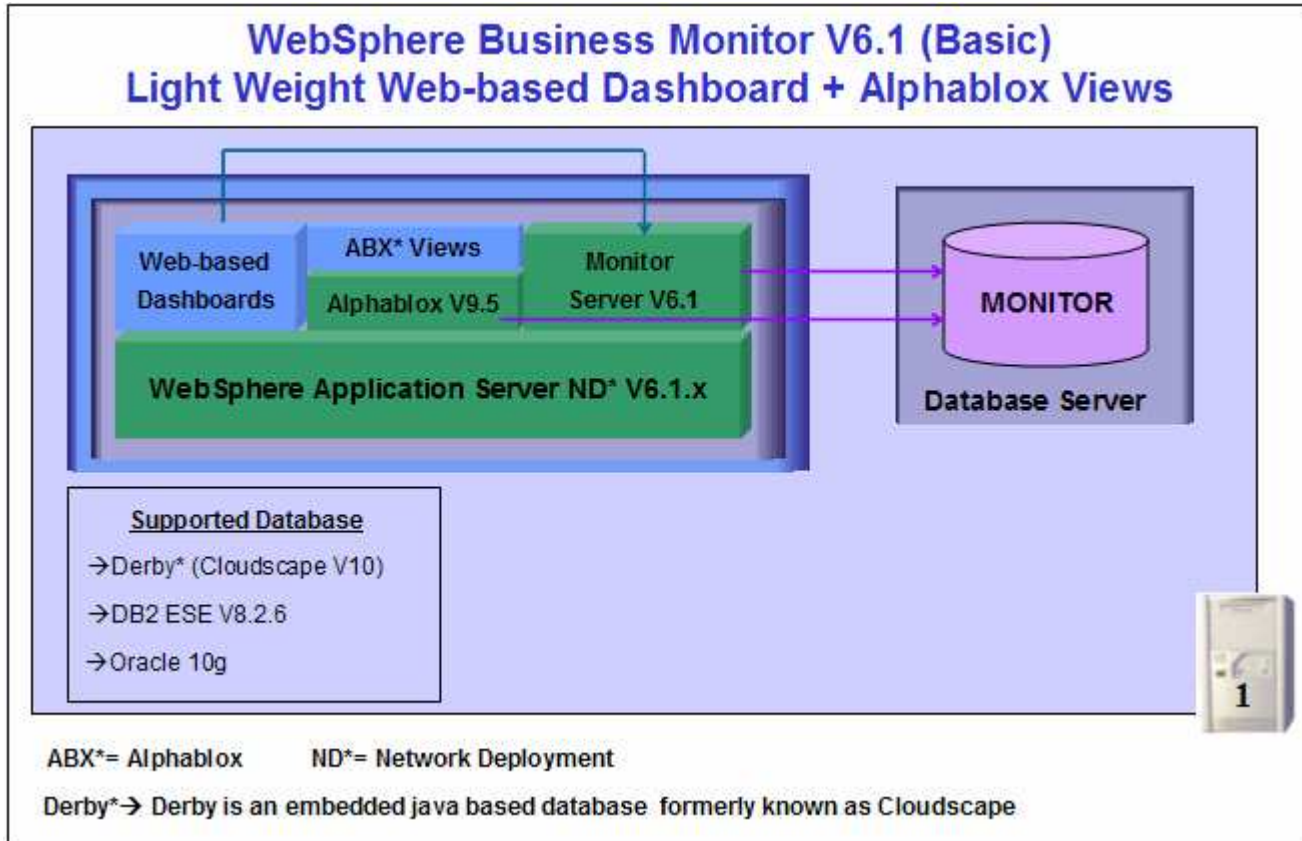 WebSphere Business Monitor V6.1 (Basic)
Light Weight Web-based Dashboard + Alphablox Views
Web-based
Dashboards
ABX* Views
Alphablox V9.5
Monitor
Server V6.1
WebSphere Application Server ND* V6.1.x
MONITOR
Database Server
Supported Database
→Derby* (Cloudscape V10)
→DB2 ESE V8.2.6
→Oracle 10g
1
ABX*= Alphablox ND*= Network Deployment
Derby*→ Derby is an embedded java based database formerly known as Cloudscape